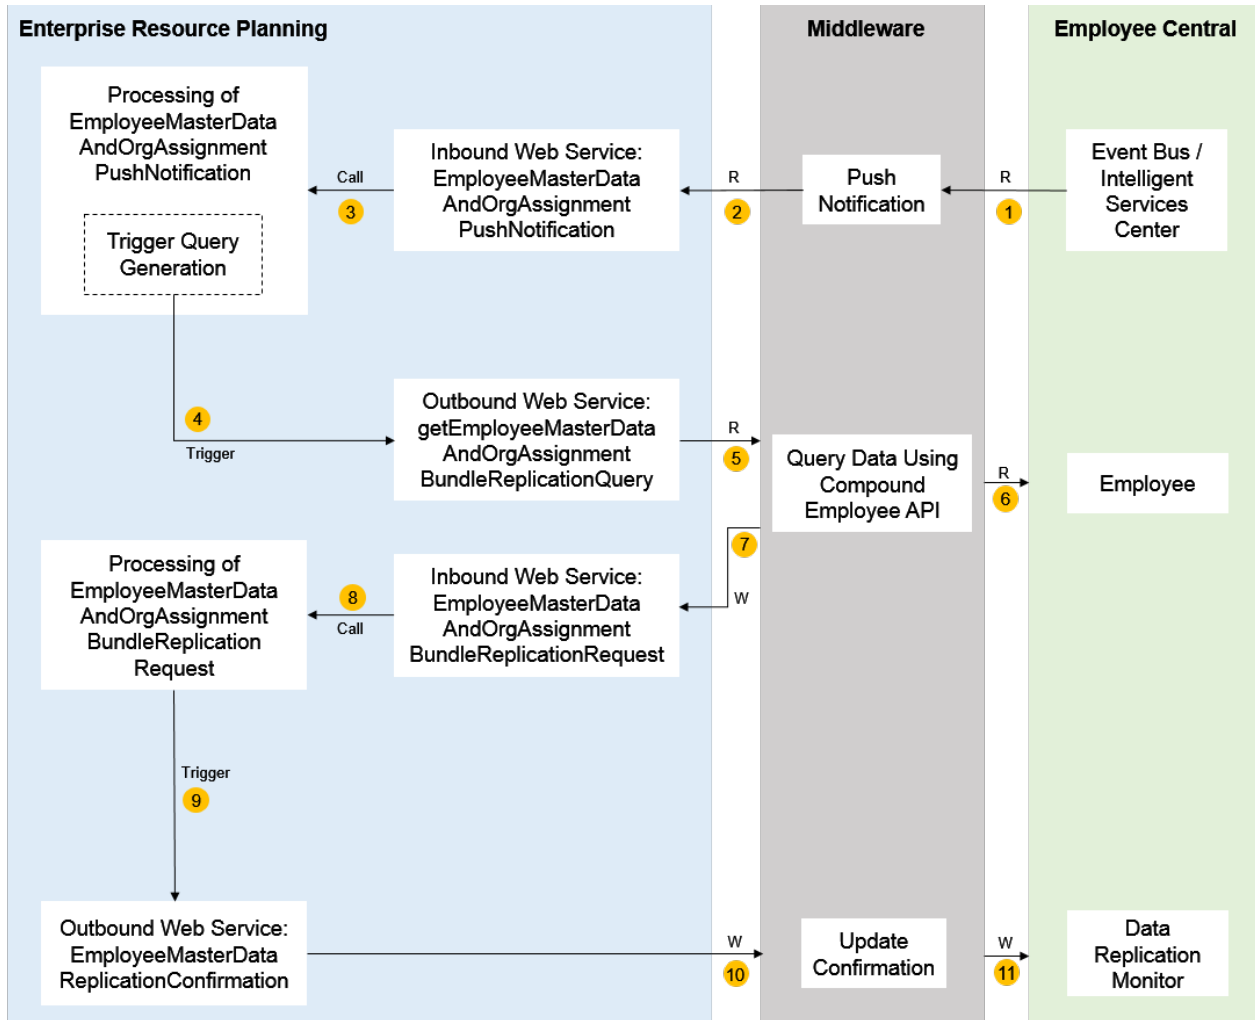 Enterprise Resource Planning
Middleware
Employee Central
Processing of
EmployeeMasterData
AndOrgAssignment
PushNotification
Trigger Query
Generation
Call
3
Inbound Web Service:
EmployeeMasterData
AndOrgAssignment
PushNotification
R
2
Push
Notification
R
1
Event Bus /
Intelligent
Services
Center
4
Trigger
Outbound Web Service:
getEmployeeMasterData
AndOrgAssignment
BundleReplicationQuery
R
5
Query Data Using
Compound
Employee API
R
6
Employee
7
W
Processing of
EmployeeMasterData
AndOrgAssignment
BundleReplication
Request
8
Call
Inbound Web Service:
EmployeeMasterData
AndOrgAssignment
BundleReplicationRequest
Trigger
9
Outbound Web Service:
EmployeeMasterData
ReplicationConfirmation
W
10
Update
Confirmation
W
11
Data
Replication
Monitor